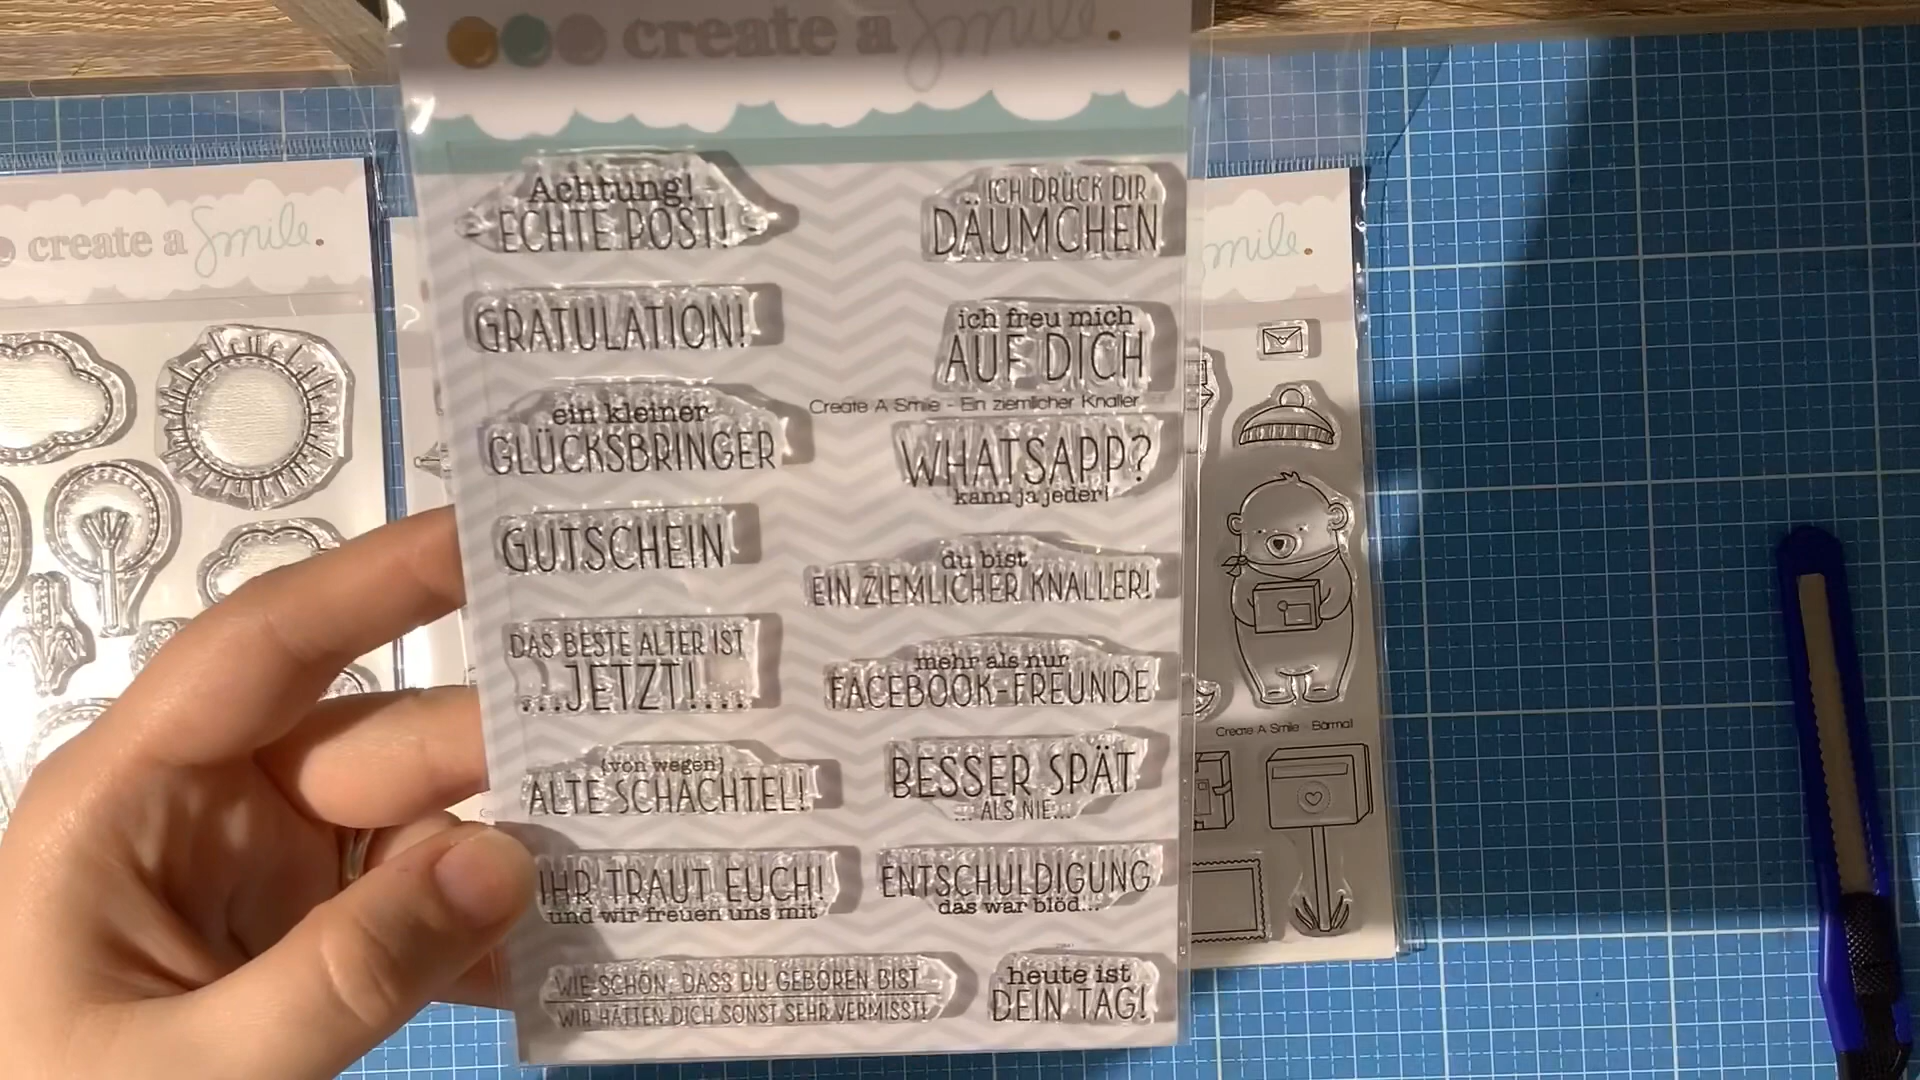 create a Smile.
Achtung!
ECHTE POST!
GRATULATION!
ein kleiner
GLÜCKSBRINGER
GUTSCHEIN
DAS BESTE ALTER IST
...JETZT!....
{von wegen}
ALTE SCHACHTEL!
IHR TRAUT EUCH!
und wir freuen uns mit
WIE SCHÖN, DASS DU GEBOREN BIST
WIR HÄTTEN DICH SONST SEHR VERMISST!
... ICH DRÜCK DIR
DÄUMCHEN
ich freu mich
AUF DICH
Create A Smile - Ein ziemlicher Knaller
WHATSAPP?
kann ja jeder!
du bist
EIN ZIEMLICHER KNALLER!
mehr als nur
FACEBOOK-FREUNDE
BESSER SPÄT
... ALS NIE...
ENTSCHULDIGUNG
das war blöd...
heute ist
DEIN TAG!
create a Smile.
Smile.
Create A Smile - Bärmail